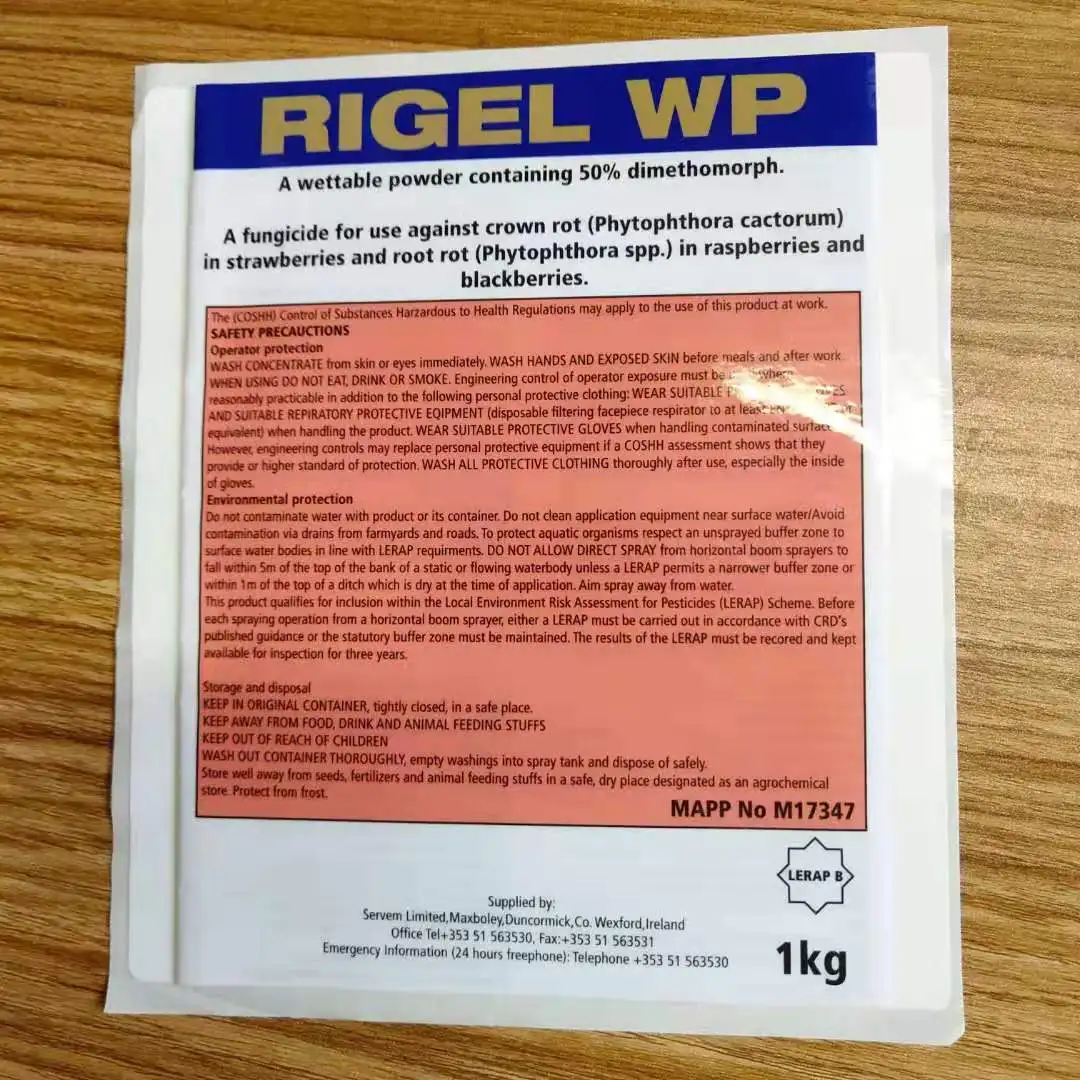 RIGEL WP
A wettable powder containing 50% dimethomorph.
A fungicide for use against crown rot (Phytophthora cactorum)
in strawberries and root rot (Phytophthora spp.) in raspberries and
blackberries.
The (COSHH) Control of Substances Harzardous to Health Regulations may apply to the use of this product at work.
SAFETY PRECAUTIONS
Operator protection
WASH CONCENTRATE from skin or eyes immediately. WASH HANDS AND EXPOSED SKIN before meals and after work.
WHEN USING DO NOT EAT, DRINK OR SMOKE. Engineering control of operator exposure must be where
reasonably practicable in addition to the following personal protective clothing: WEAR SUITABLE
AND SUITABLE REPIRATORY PROTECTIVE EQIPMENT (disposable filtering facepiece respirator to at least
equivalent) when handling the product. WEAR SUITABLE PROTECTIVE GLOVES when handling contaminated
However, engineering controls may replace personal protective equipment if a COSHH assessment shows that they
provide or higher standard of protection. WASH ALL PROTECTIVE CLOTHING thoroughly after use, especially the inside
of gloves.
Environmental protection
Do not contaminate water with product or its container. Do not clean application equipment near surface water/Avoid
contamination via drains from farmyards and roads. To protect aquatic organisms respect an unsprayed buffer zone to
surface water bodies in line with LERAP requirments. DO NOT ALLOW DIRECT SPRAY from horizontal boom sprayers to
fall within 5m of the top of the bank of a static or flowing waterbody unless a LERAP permits a narrower buffer zone or
within 1m of the top of a ditch which is dry at the time of application. Aim spray away from water.
This product qualifies for inclusion within the Local Environment Risk Assessment for Pesticides (LERAP) Scheme. Before
each spraying operation from a horizontal boom sprayer, either a LERAP must be carried out in accordance with CRD's
published guidance or the statutory buffer zone must be maintained. The results of the LERAP must be recored and kept
available for inspection for three years.
Storage and disposal
KEEP IN ORIGINAL CONTAINER, tightly closed, in a safe place.
KEEP AWAY FROM FOOD, DRINK AND ANIMAL FEEDING STUFFS
KEEP OUT OF REACH OF CHILDREN
WASH OUT CONTAINER THOROUGHLY, empty washings into spray tank and dispose of safely.
Store well away from seeds, fertilizers and animal feeding stuffs in a safe, dry place designated as an agrochemical
store. Protect from frost.
MAPP No M17347
LERAP B
Supplied by:
Servem Limited,Maxboley,Duncormick,Co. Wexford,Ireland
Office Tel+353 51 563530, Fax:+353 51 563531
Emergency Information (24 hours freephone): Telephone +353 51 563530
1kg